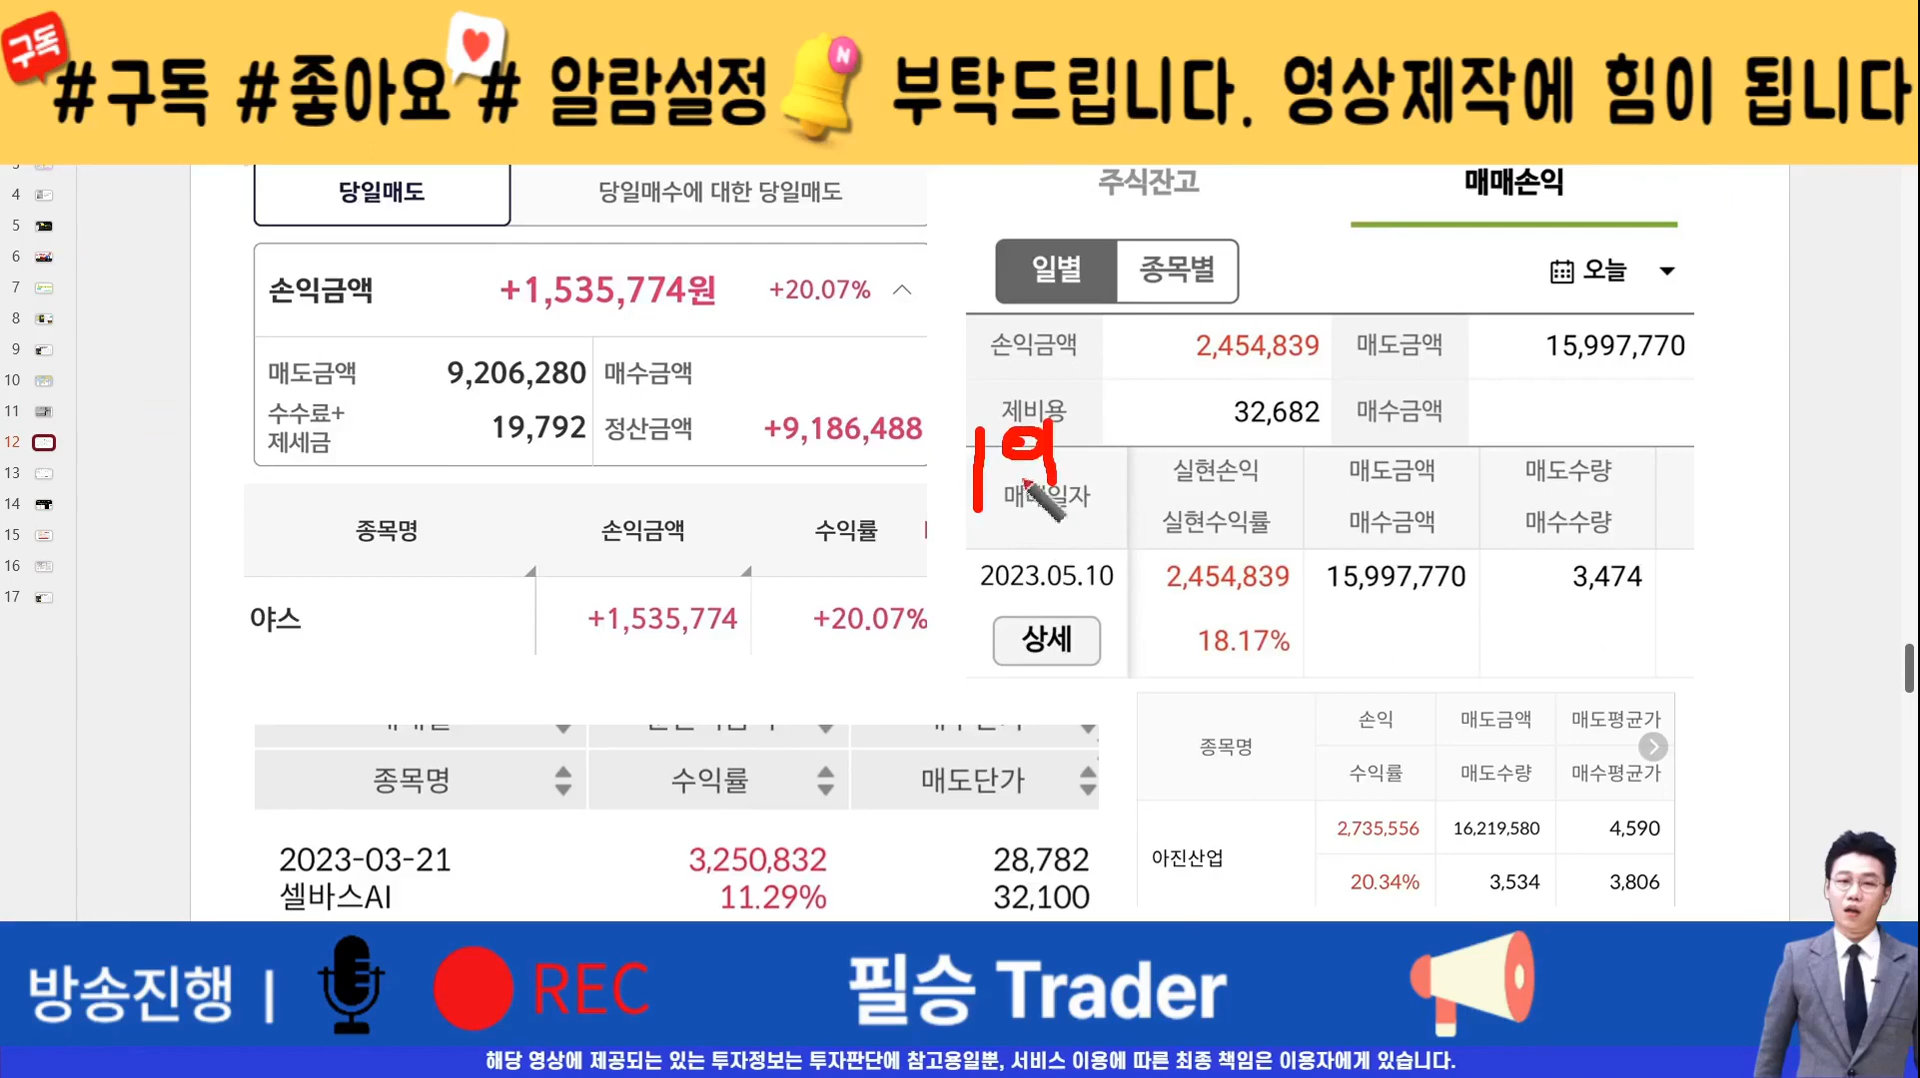 구독
#구독 #좋아요 # 알람설정 N 부탁드립니다. 영상제작에 힘이 됩니다
4
5
6
7
8
9
10
11
12
13
14
15
16
17
당일매도
당일매수에 대한 당일매도
손익금액 +1,535,774원 +20.07%
매도금액 9,206,280 매수금액
수수료+
제세금
19,792 정산금액 +9,186,488
종목명 손익금액 수익률
야스 +1,535,774 +20.07%
주식잔고 매매손익
일별 종목별 오늘
손익금액 2,454,839 매도금액 15,997,770
제비용 32,682 매수금액
19
실현손익 매도금액 매도수량
실현수익률 매수금액 매수수량
2023.05.10 2,454,839 15,997,770 3,474
상세 18.17%
종목명 수익률 매도단가
2023-03-21 3,250,832 28,782
셀바스AI 11.29% 32,100
손익 매도금액 매도평균가
종목명
수익률 매도수량 매수평균가
2,735,556 16,219,580 4,590
아진산업
20.34% 3,534 3,806
방송진행 | REC 필승 Trader
해당 영상에 제공되는 있는 투자정보는 투자판단에 참고용일뿐, 서비스 이용에 따른 최종 책임은 이용자에게 있습니다.